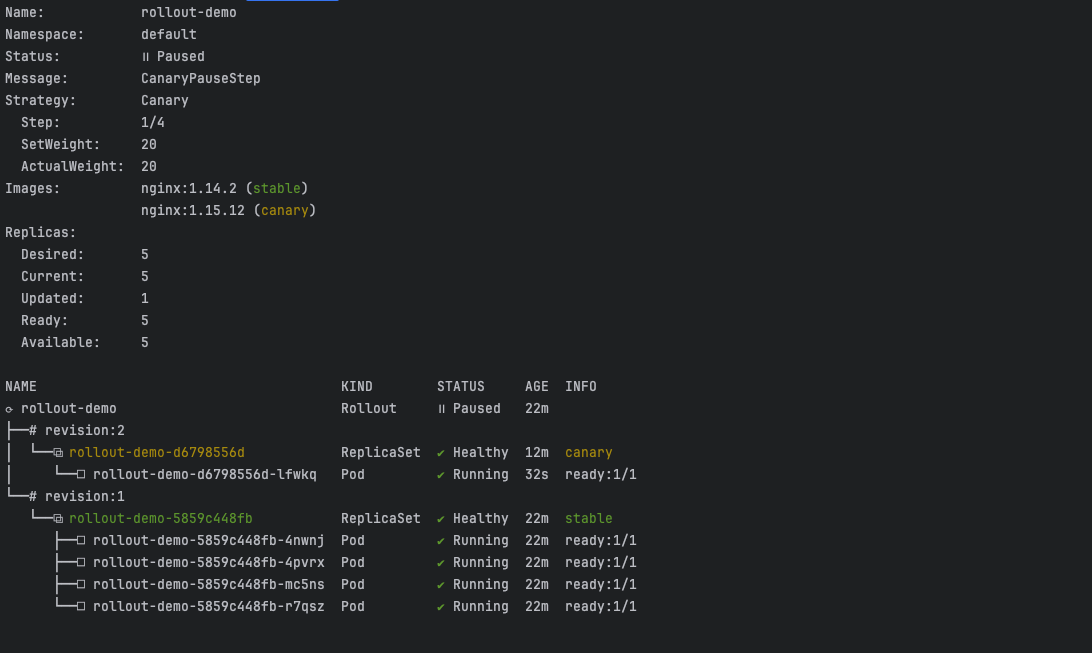 Name:            rollout-demo
Namespace:       default
Status:          ॥ Paused
Message:         CanaryPauseStep
Strategy:        Canary
  Step:          1/4
  SetWeight:     20
  ActualWeight:  20
Images:          nginx:1.14.2 (stable)
                 nginx:1.15.12 (canary)
Replicas:
  Desired:       5
  Current:       5
  Updated:       1
  Ready:         5
  Available:     5

NAME                                      KIND        STATUS     AGE  INFO
⟳ rollout-demo                            Rollout     ॥ Paused   22m
├──# revision:2
│  └──⧉ rollout-demo-d6798556d            ReplicaSet  ✔ Healthy  12m  canary
│     └──□ rollout-demo-d6798556d-lfwkq   Pod         ✔ Running  32s  ready:1/1
└──# revision:1
   └──⧉ rollout-demo-5859c448fb           ReplicaSet  ✔ Healthy  22m  stable
      ├──□ rollout-demo-5859c448fb-4nwnj  Pod         ✔ Running  22m  ready:1/1
      ├──□ rollout-demo-5859c448fb-4pvrx  Pod         ✔ Running  22m  ready:1/1
      ├──□ rollout-demo-5859c448fb-mc5ns  Pod         ✔ Running  22m  ready:1/1
      └──□ rollout-demo-5859c448fb-r7qsz  Pod         ✔ Running  22m  ready:1/1